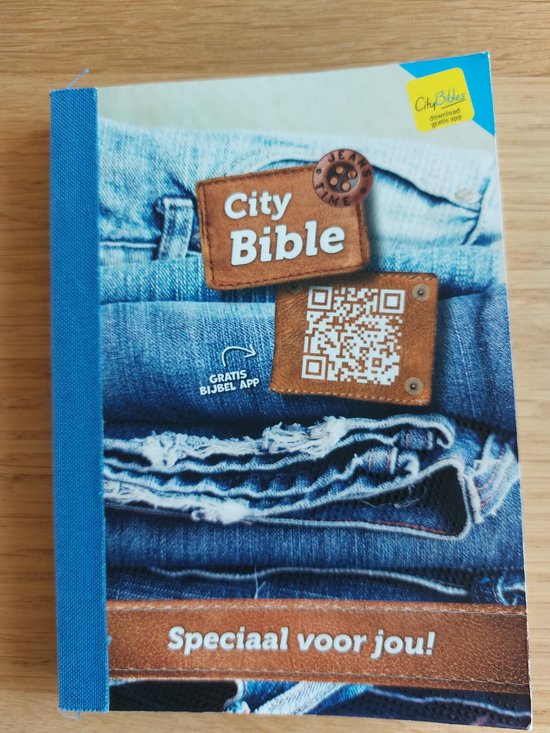 CityBibles
download
gratis app
JEANS
TIME
City
Bible
GRATIS
BIJBEL APP
Speciaal voor jou!